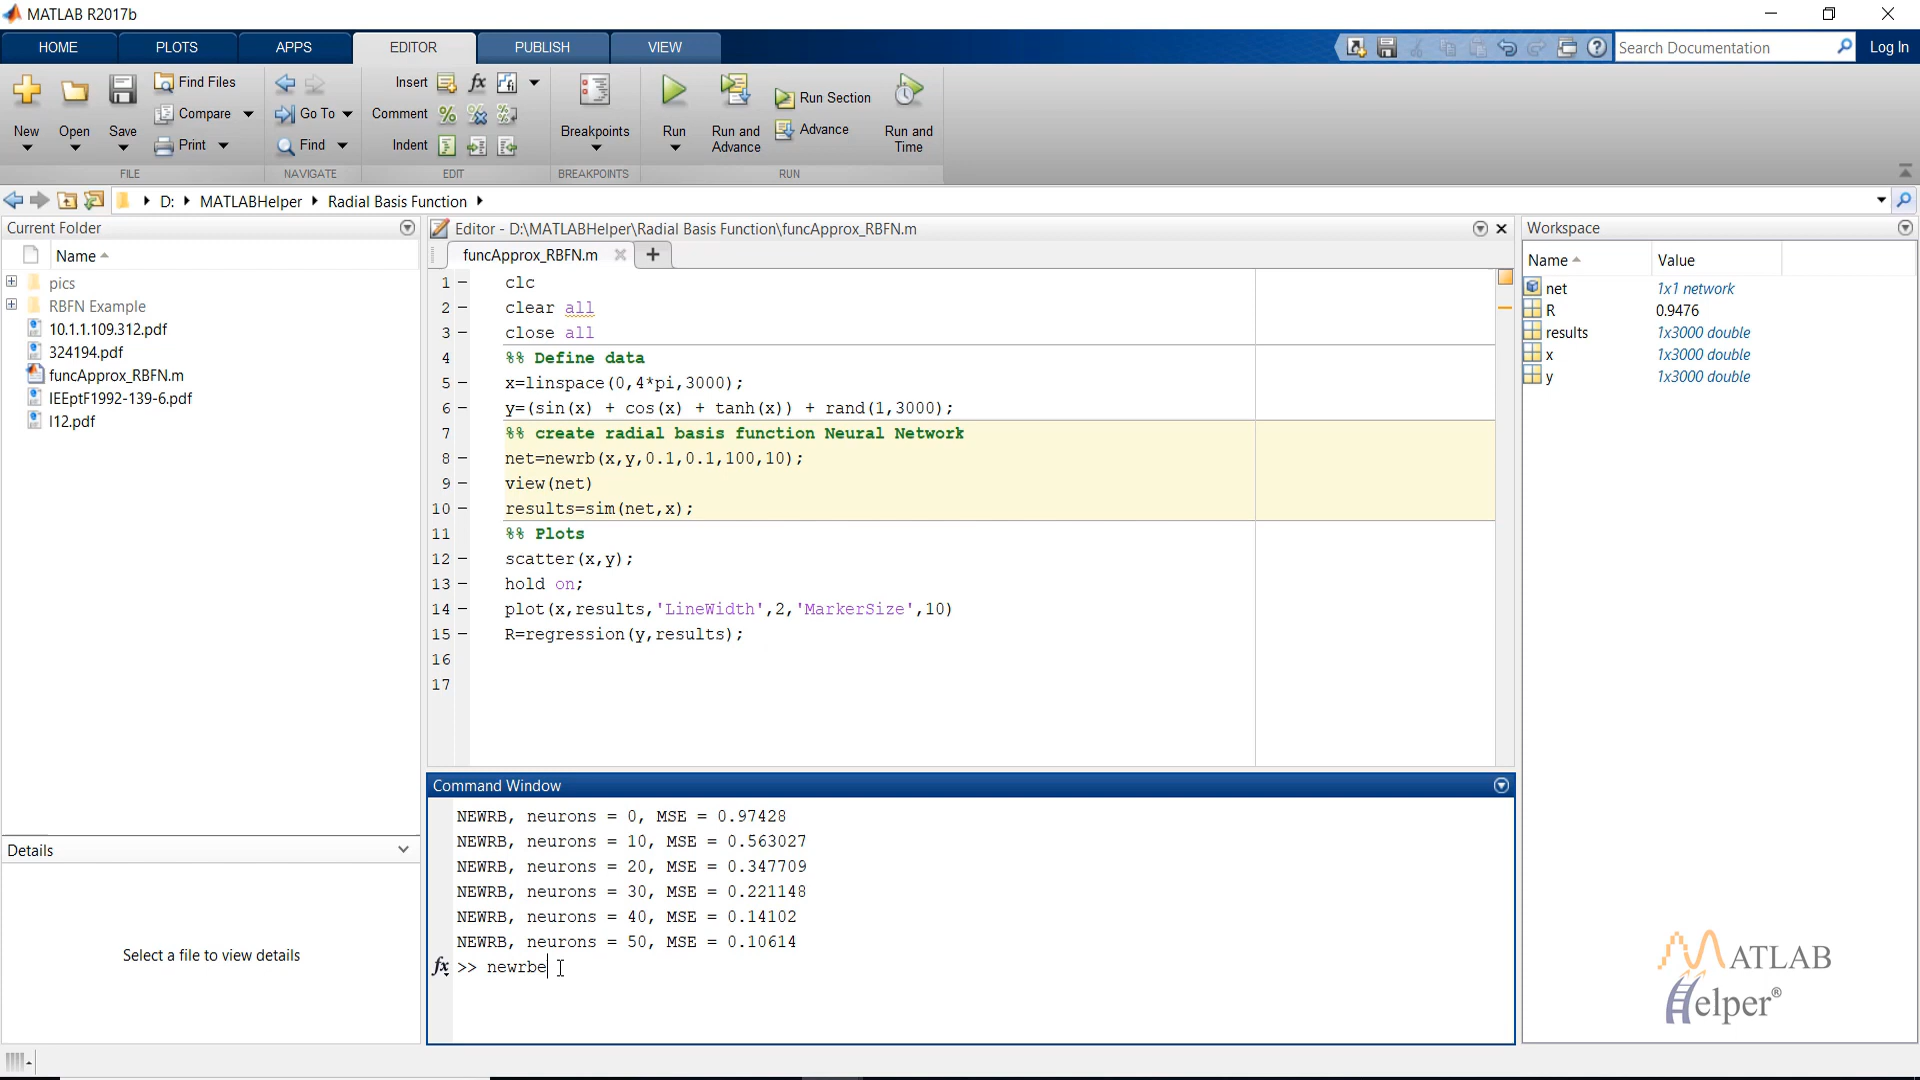 MATLAB R2017b
HOME PLOTS APPS EDITOR PUBLISH VIEW
Search Documentation
Log In
New
Open
Save
Find Files
Compare
Print
FILE
Go To
Find
NAVIGATE
Insert fx
Comment
Indent
EDIT
Breakpoints
BREAKPOINTS
Run
Run and
Advance
Run Section
Advance
Run and
Time
RUN
D: MATLABHelper Radial Basis Function
Current Folder
Name
pics
RBFN Example
10.1.1.109.312.pdf
324194.pdf
funcApprox_RBFN.m
IEEptF1992-139-6.pdf
l12.pdf
Details
Select a file to view details
Editor - D:\MATLABHelper\Radial Basis Function\funcApprox_RBFN.m
funcApprox_RBFN.m
1 clc
2 clear all
3 close all
4 %% Define data
5 x=linspace(0,4*pi,3000);
6 y=(sin(x) + cos(x) + tanh(x)) + rand(1,3000);
7 %% create radial basis function Neural Network
8 net=newrb(x,y,0.1,0.1,100,10);
9 view(net)
10 results=sim(net,x);
11 %% Plots
12 scatter(x,y);
13 hold on;
14 plot(x,results,'LineWidth',2,'MarkerSize',10)
15 R=regression(y,results);
16
17
Command Window
NEWRB, neurons = 0, MSE = 0.97428
NEWRB, neurons = 10, MSE = 0.563027
NEWRB, neurons = 20, MSE = 0.347709
NEWRB, neurons = 30, MSE = 0.221148
NEWRB, neurons = 40, MSE = 0.14102
NEWRB, neurons = 50, MSE = 0.10614
fx >> newrbe
Workspace
Name Value
net 1x1 network
R 0.9476
results 1x3000 double
x 1x3000 double
y 1x3000 double
MATLAB
Helper®